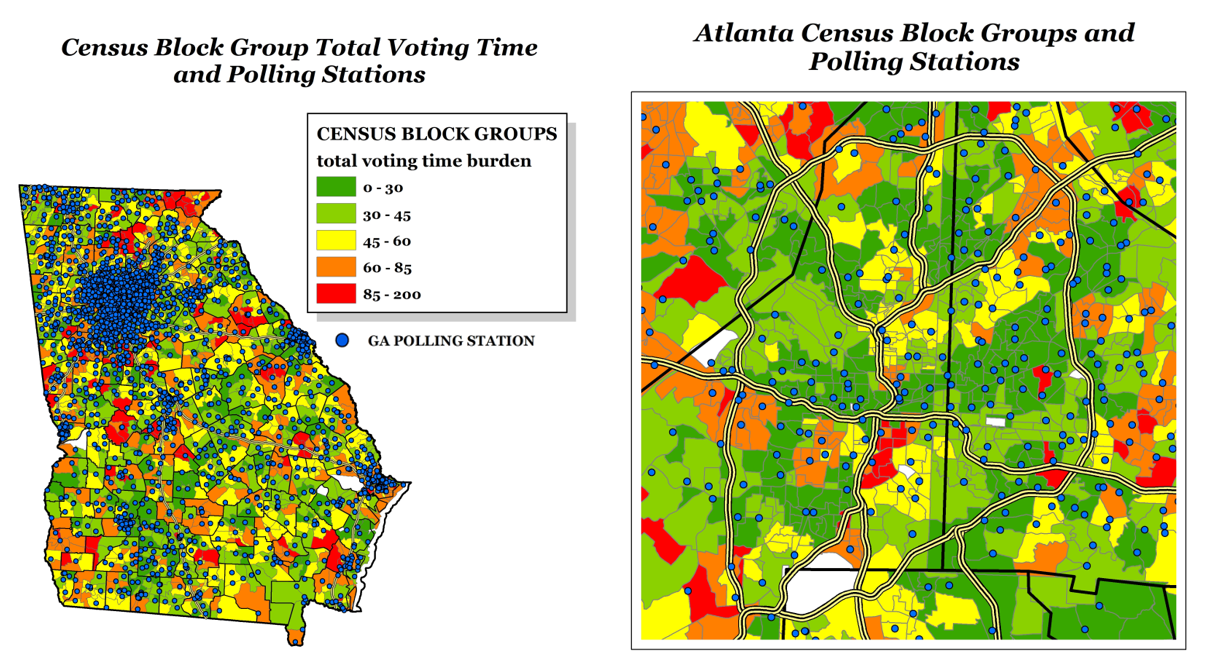 Census Block Group Total Voting Time
and Polling Stations
CENSUS BLOCK GROUPS
total voting time burden
0 - 30
30 - 45
45 - 60
60 - 85
85 - 200
GA POLLING STATION
Atlanta Census Block Groups and
Polling Stations